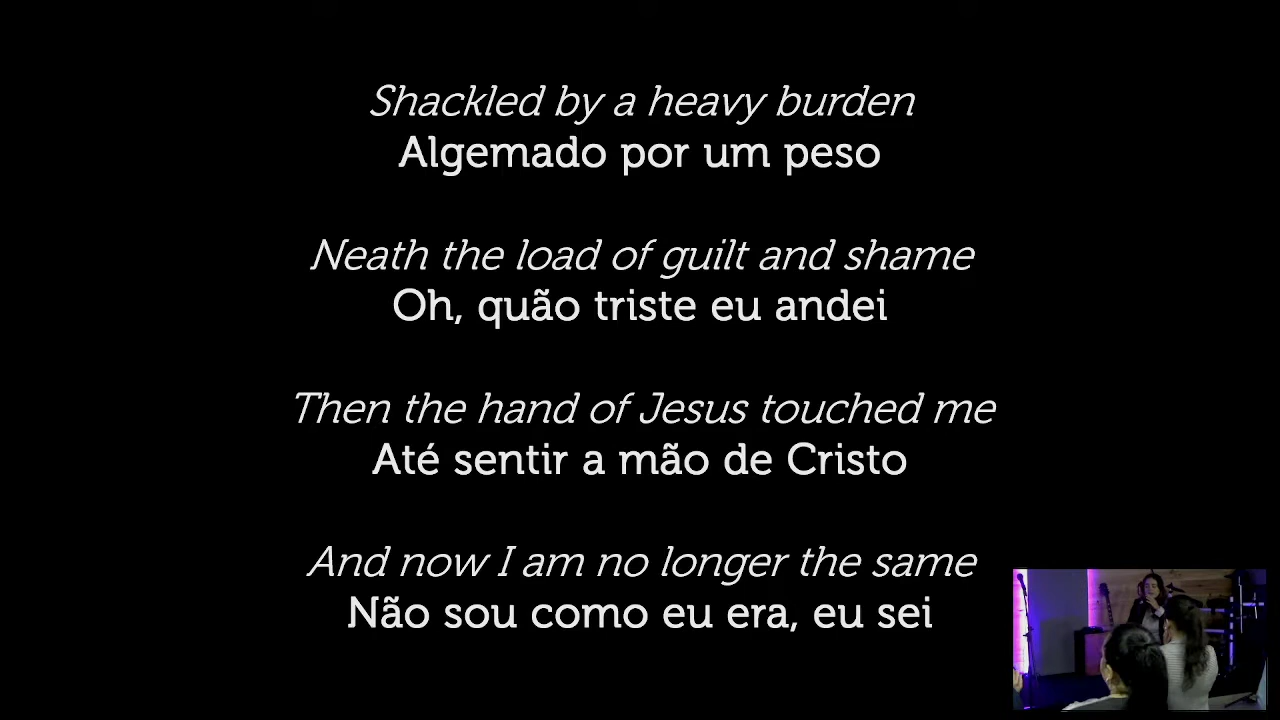 Shackled by a heavy burden
Algemado por um peso
Neath the load of guilt and shame
Oh, quão triste eu andei
Then the hand of Jesus touched me
Até sentir a mão de Cristo
And now I am no longer the same
Não sou como eu era, eu sei